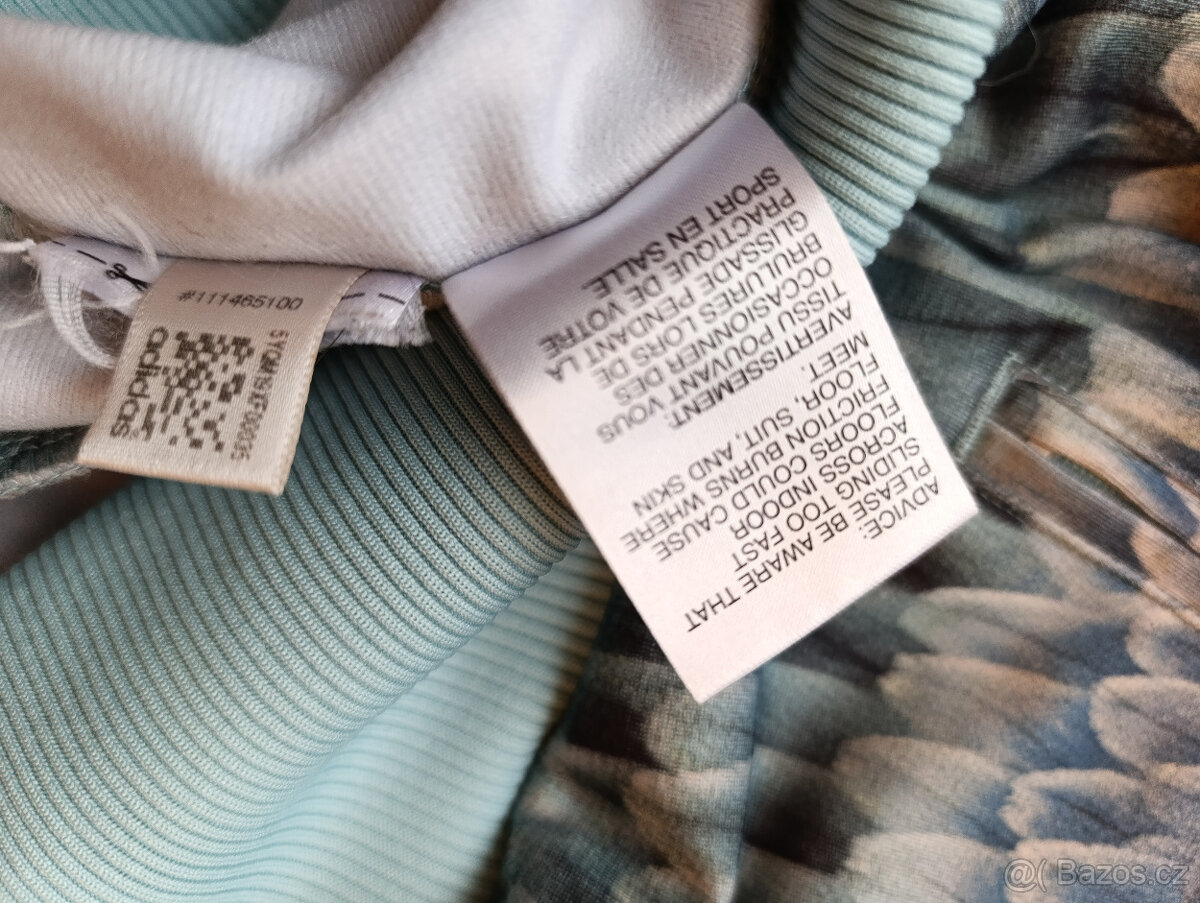 #111465100
adidas
ADVICE:
PLEASE BE AWARE THAT
SLIDING TOO FAST
ACROSS INDOOR
FLOORS COULD CAUSE
FRICTION BURNS WHERE
FLOOR, SUIT, AND SKIN
MEET.
AVERTISSEMENT:
TISSU POUVANT VOUS
OCCASIONNER DES
BRULURES LORS DE
GLISSADE PENDANT LA
PRACTIQUE DE VOTRE
SPORT EN SALLE.
@( Bazos.cz